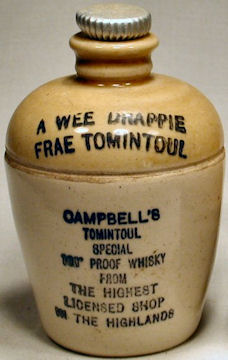 A WEE DRAPPIE
FRAE TOMINTOUL
CAMPBELL'S
TOMINTOUL
SPECIAL
PROOF WHISKY
FROM
THE HIGHEST
LICENSED SHOP
IN THE HIGHLANDS